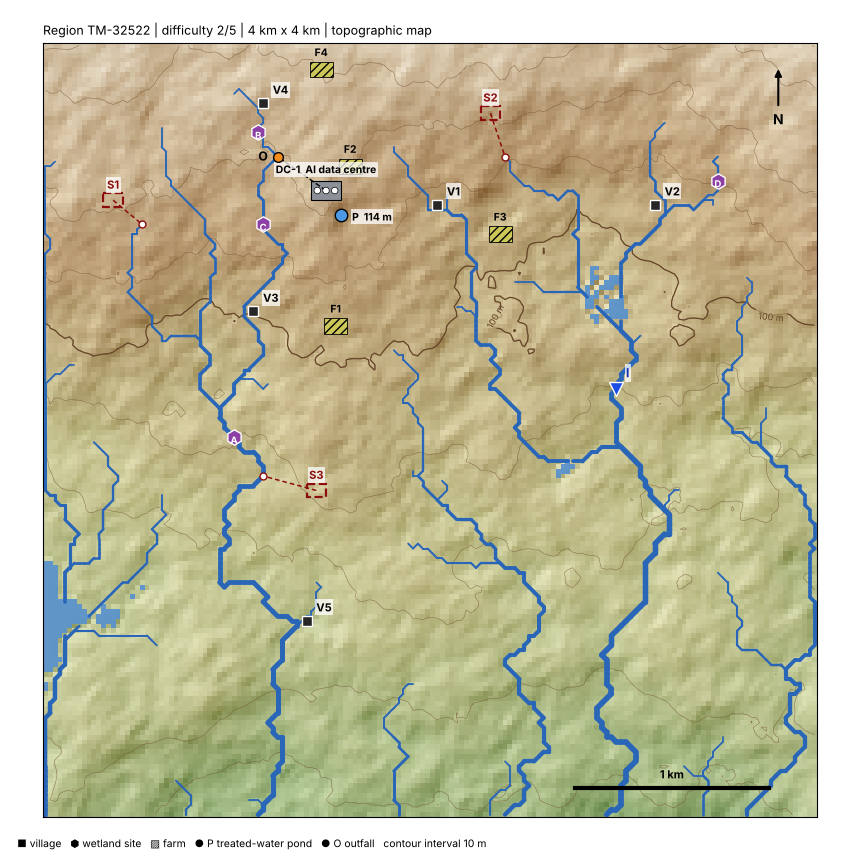 Region TM-32522 | difficulty 2/5 | 4 km x 4 km | topographic map
F4
V4
S2
N
B
O
F2
DC-1 AI data centre
S1
V1
V2
D
P 114 m
C
F3
V3
F1
100 m
100 m
I
A
S3
V5
1 km
village wetland site farm P treated-water pond O outfall contour interval 10 m